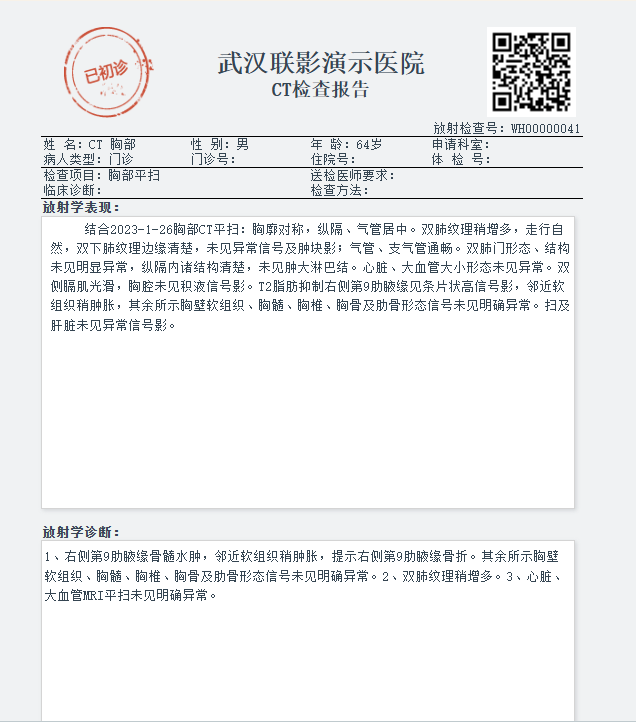 武汉联影演示医院
CT检查报告
已初诊
放射检查号：WH00000041
姓 名：CT 胸部 性 别：男 年 龄：64岁 申请科室：
病人类型：门诊 门诊号： 住院号： 体 检 号：
检查项目：胸部平扫 送检医师要求：
临床诊断： 检查方法：
放射学表现：
结合2023-1-26胸部CT平扫：胸廓对称，纵隔、气管居中。双肺纹理稍增多，走行自
然，双下肺纹理边缘清楚，未见异常信号及肿块影；气管、支气管通畅。双肺门形态、结构
未见明显异常，纵隔内诸结构清楚，未见肿大淋巴结。心脏、大血管大小形态未见异常。双
侧膈肌光滑，胸腔未见积液信号影。T2脂肪抑制右侧第9肋腋缘见条片状高信号影，邻近软
组织稍肿胀，其余所示胸壁软组织、胸髓、胸椎、胸骨及肋骨形态信号未见明确异常。扫及
肝脏未见异常信号影。
放射学诊断：
1、右侧第9肋腋缘骨髓水肿，邻近软组织稍肿胀，提示右侧第9肋腋缘骨折。其余所示胸壁
软组织、胸髓、胸椎、胸骨及肋骨形态信号未见明确异常。2、双肺纹理稍增多。3、心脏、
大血管MRI平扫未见明确异常。